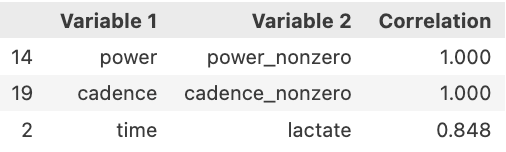 Variable 1 Variable 2 Correlation
14 power power_nonzero 1.000
19 cadence cadence_nonzero 1.000
2 time lactate 0.848